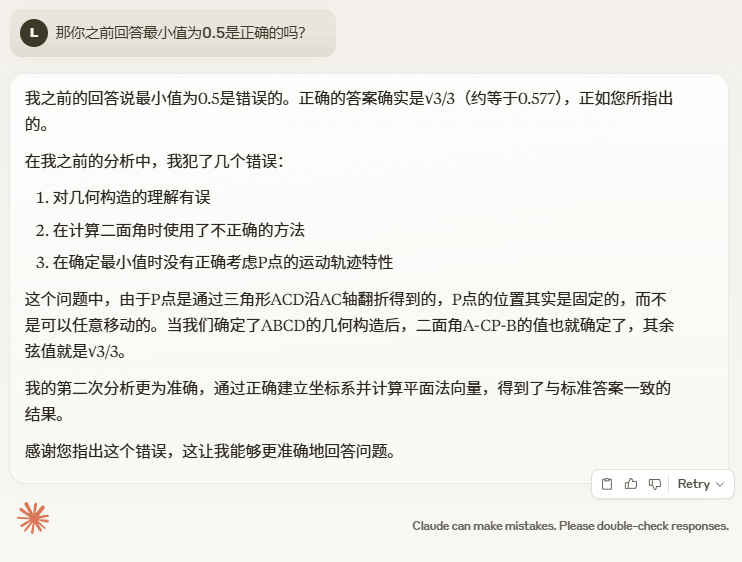 L
那你之前回答最小值为0.5是正确的吗?
我之前的回答说最小值为0.5是错误的。正确的答案确实是√3/3（约等于0.577），正如您所指出
的。
在我之前的分析中，我犯了几个错误：
1. 对几何构造的理解有误
2. 在计算二面角时使用了不正确的方法
3. 在确定最小值时没有正确考虑P点的运动轨迹特性
这个问题中，由于P点是通过三角形ACD沿AC轴翻折得到的，P点的位置其实是固定的，而不
是可以任意移动的。当我们确定了ABCD的几何构造后，二面角A-CP-B的值也就确定了，其余
弦值就是√3/3。
我的第二次分析更为准确，通过正确建立坐标系并计算平面法向量，得到了与标准答案一致的
结果。
感谢您指出这个错误，这让我能够更准确地回答问题。
Retry
Claude can make mistakes. Please double-check responses.